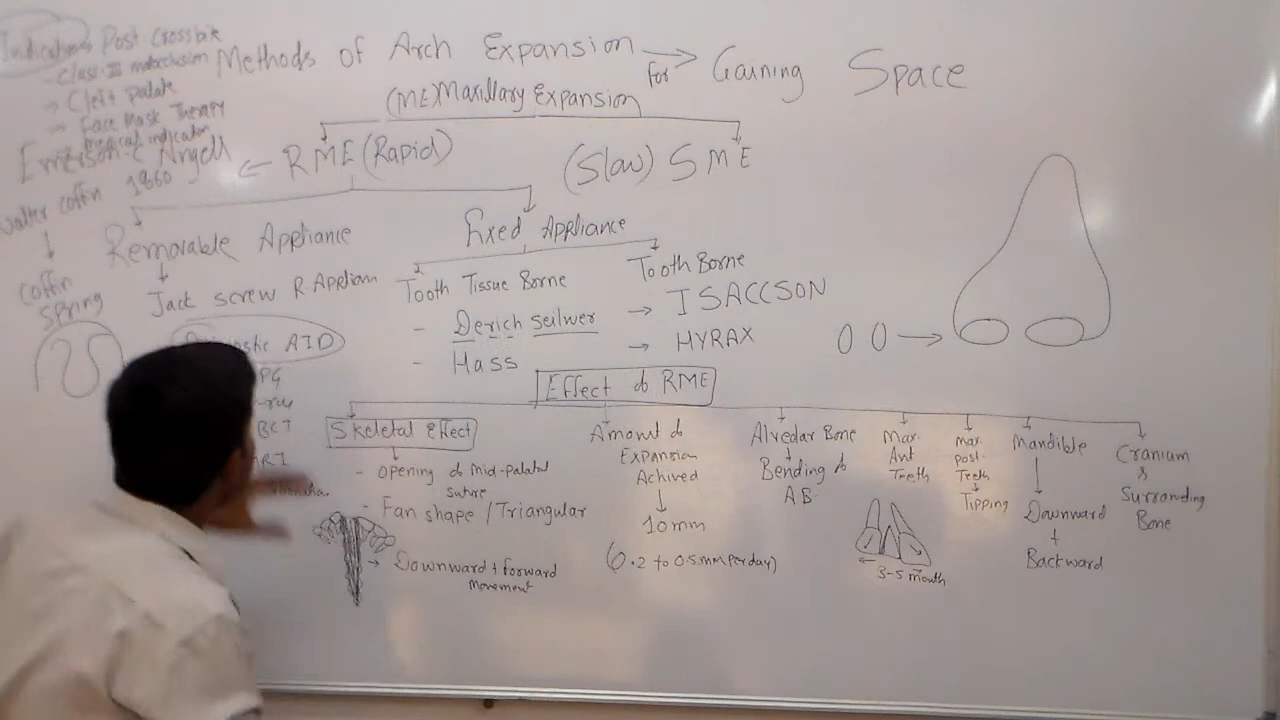 Indications Post Crossbite
- Class-III malocclusion
→ Cleft palate
→ Face Mask Therapy
Medical indication
Methods of Arch Expansion for → Gaining Space
(ME) Maxillary Expansion
Emerson C Angell ← RME (Rapid)
1860
(Slow) SME
Walter Coffin
Coffin
Spring
Removable Appliance
Jack screw R. Applian
Fixed Appliance
Tooth Tissue Borne
- Derich seilwer
- Hass
Tooth Borne
→ ISACCSON
→ HYRAX
AID
Effect of RME
Skeletal Effect
- Opening of mid-palatal
suture
- Fan shape / Triangular
→ Downward + forward
movement
Amount of
Expansion
Achived
10mm
(0.2 to 0.5mm per day)
Alveolar Bone
Bending of
AB
Max.
Ant
Teeth
3-5 month
max.
post.
Teeth
Tipping
Mandible
Downward
+
Backward
Cranium
&
Surronding
Bone